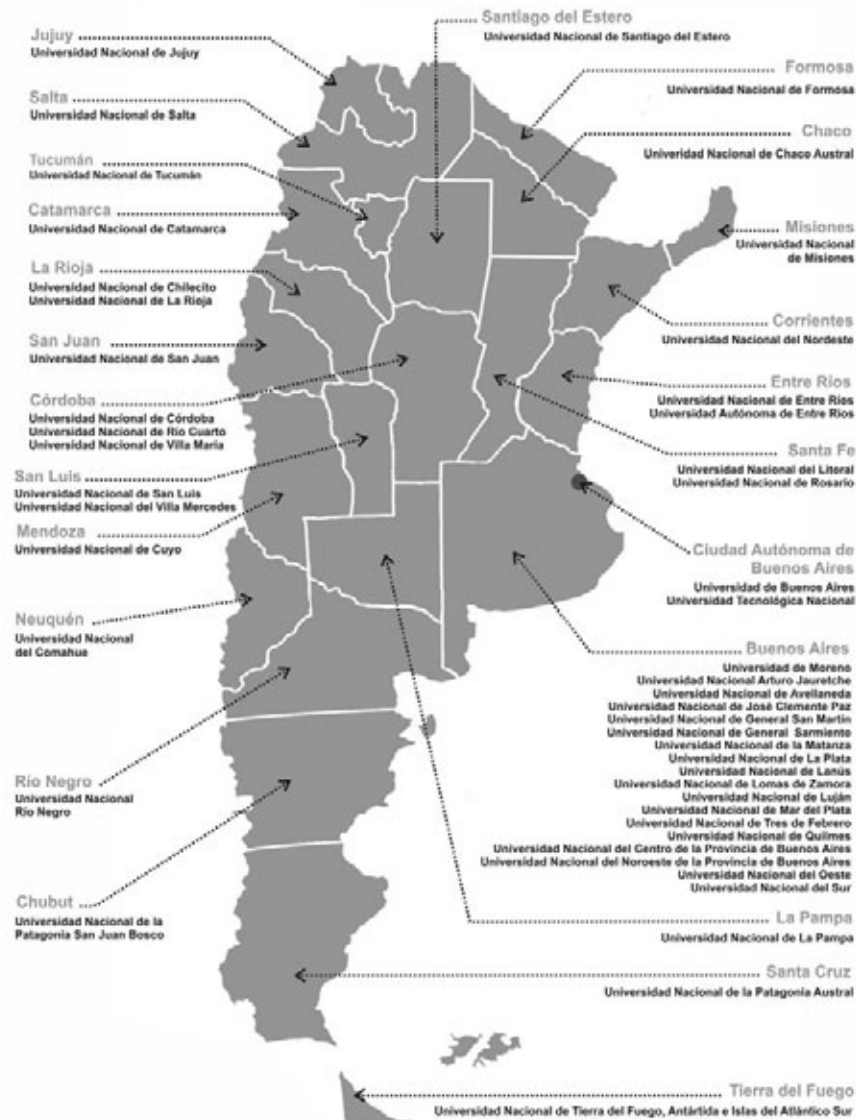 Jujuy
Universidad Nacional de Jujuy
Salta
Universidad Nacional de Salta
Tucumán
Universidad Nacional de Tucumán
Catamarca
Universidad Nacional de Catamarca
La Rioja
Universidad Nacional de Chilecito
Universidad Nacional de La Rioja
San Juan
Universidad Nacional de San Juan
Córdoba
Universidad Nacional de Córdoba
Universidad Nacional de Río Cuarto
Universidad Nacional de Villa María
San Luis
Universidad Nacional de San Luis
Universidad Nacional del Villa Mercedes
Mendoza
Universidad Nacional de Cuyo
Neuquén
Universidad Nacional
del Comahue
Río Negro
Universidad Nacional
Río Negro
Chubut
Universidad Nacional de la
Patagonia San Juan Bosco
Santiago del Estero
Universidad Nacional de Santiago del Estero
Formosa
Universidad Nacional de Formosa
Chaco
Univeridad Nacional de Chaco Austral
Misiones
Universidad Nacional
de Misiones
Corrientes
Universidad Nacional del Nordeste
Entre Ríos
Universidad Nacional de Entre Ríos
Universidad Autónoma de Entre Ríos
Santa Fe
Universidad Nacional del Litoral
Universidad Nacional de Rosario
Ciudad Autónoma de
Buenos Aires
Universidad de Buenos Aires
Universidad Tecnológica Nacional
Buenos Aires
Universidad de Moreno
Universidad Nacional Arturo Jauretche
Universidad Nacional de Avellaneda
Universidad Nacional de José Clemente Paz
Universidad Nacional de General San Martín
Universidad Nacional de General Sarmiento
Universidad Nacional de la Matanza
Universidad Nacional de La Plata
Universidad Nacional de Lanús
Universidad Nacional de Lomas de Zamora
Universidad Nacional de Luján
Universidad Nacional de Mar del Plata
Universidad Nacional de Tres de Febrero
Universidad Nacional de Quilmes
Universidad Nacional del Centro de la Provincia de Buenos Aires
Universidad Nacional del Noroeste de la Provincia de Buenos Aires
Universidad Nacional del Oeste
Universidad Nacional del Sur
La Pampa
Universidad Nacional de La Pampa
Santa Cruz
Universidad Nacional de la Patagonia Austral
Tierra del Fuego
Universidad Nacional de Tierra del Fuego, Antártida e Islas del Atlántico Sur